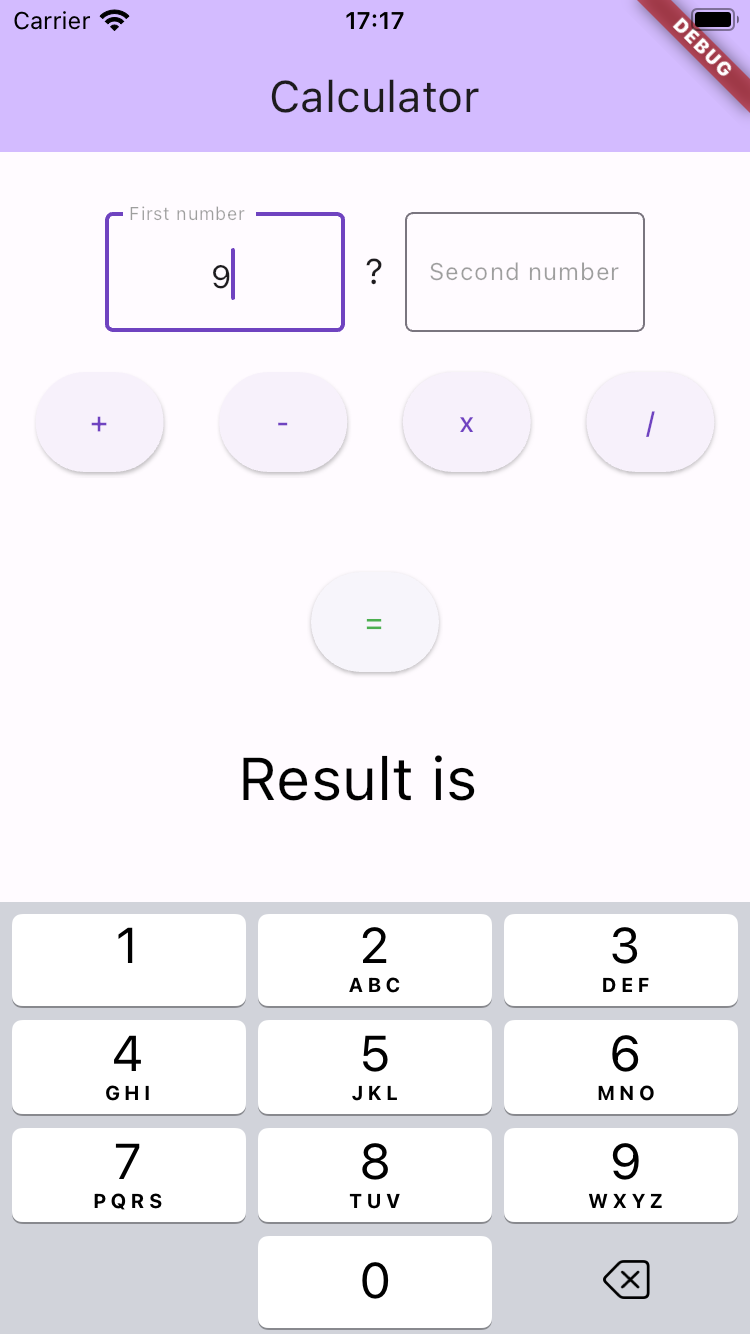 Carrier 17:17
DEBUG
Calculator
First number
9 ? Second number
+ - x /
=
Result is
1 2 3
ABC DEF
4 5 6
GHI JKL MNO
7 8 9
PQRS TUV WXYZ
0